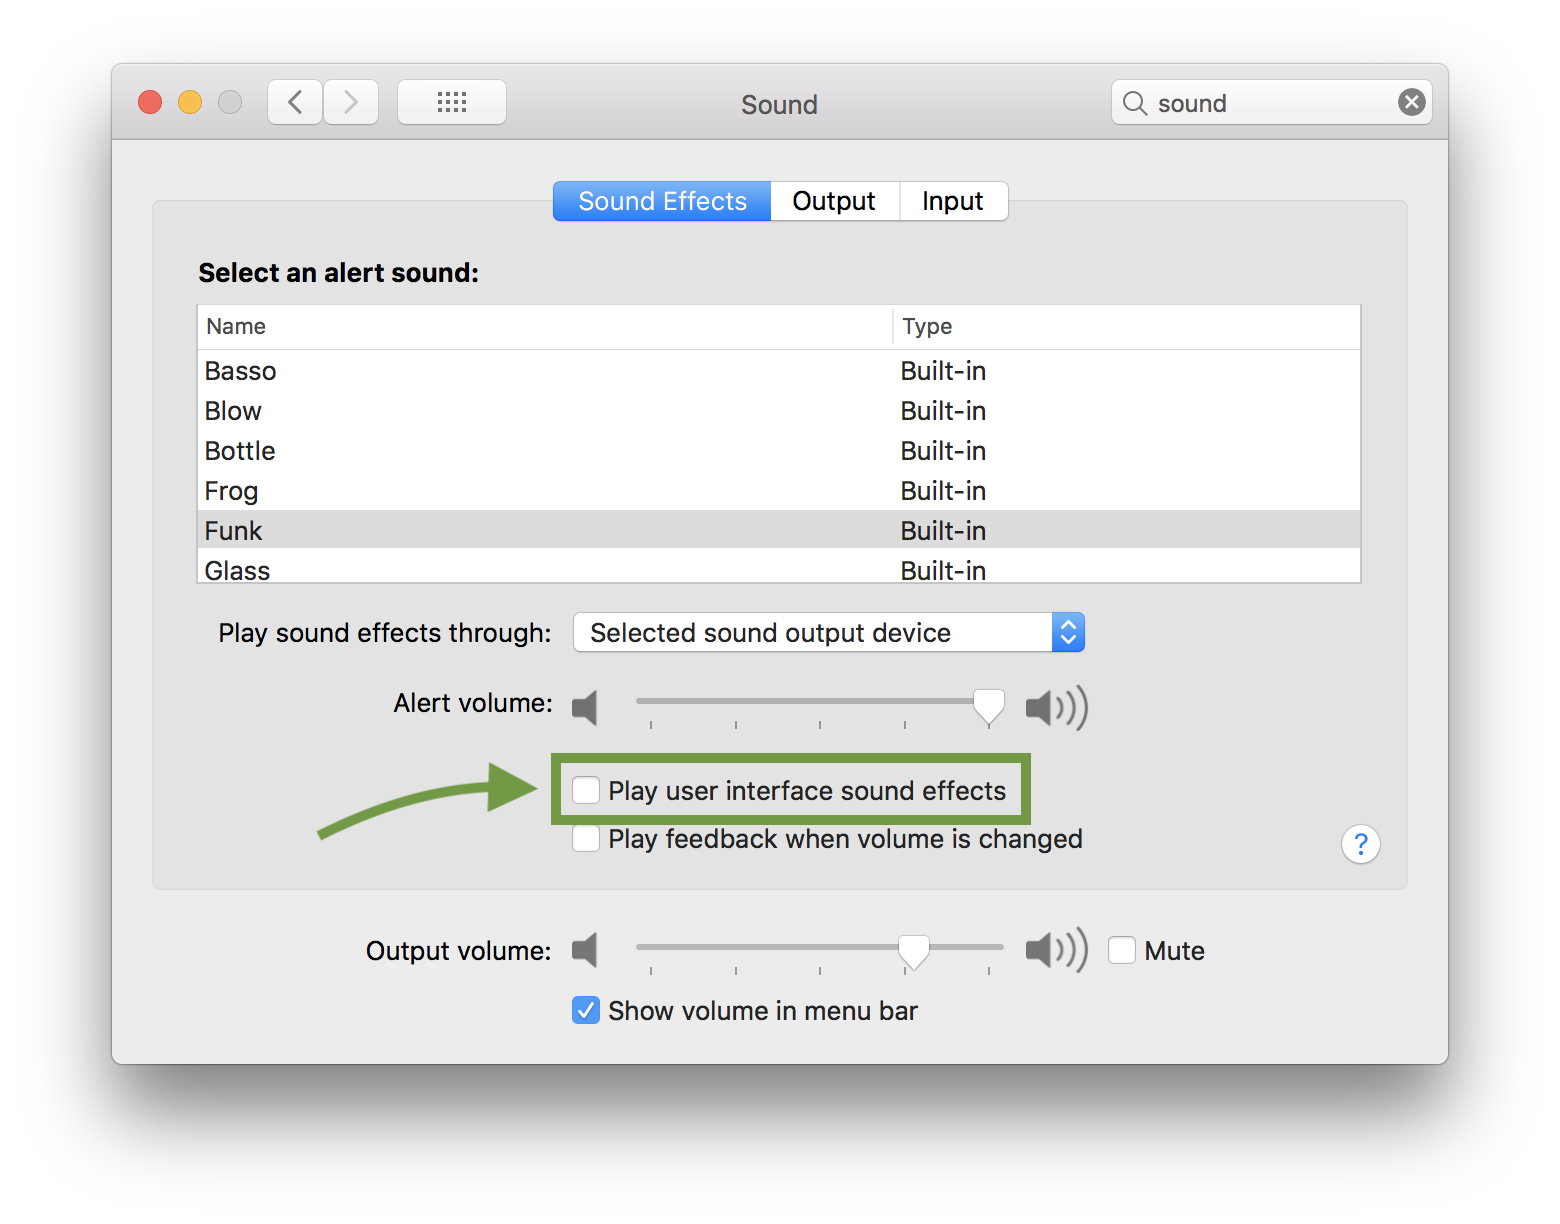 Sound
sound
Sound Effects Output Input
Select an alert sound:
Name Type
Basso Built-in
Blow Built-in
Bottle Built-in
Frog Built-in
Funk Built-in
Glass Built-in
Play sound effects through: Selected sound output device
Alert volume:
Play user interface sound effects
Play feedback when volume is changed
?
Output volume: Mute
Show volume in menu bar